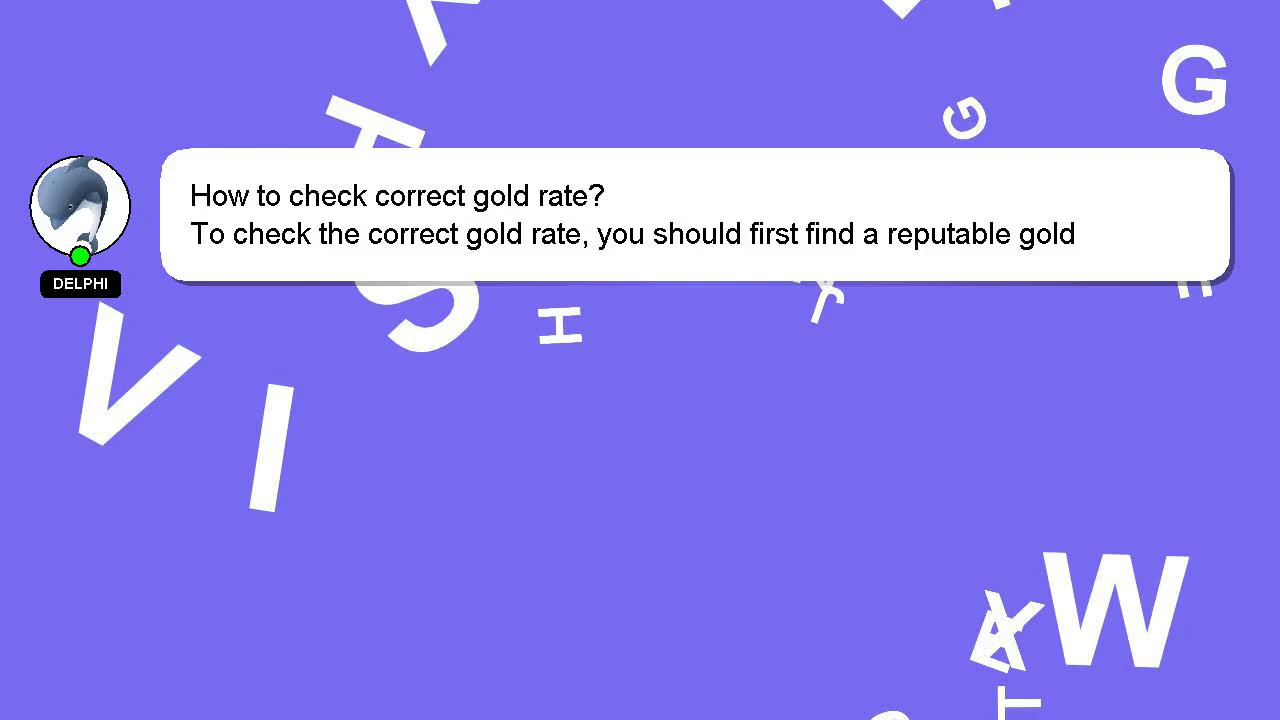 How to check correct gold rate?
To check the correct gold rate, you should first find a reputable gold
DELPHI
G
G
H
S
H
V
I
W
X
A
T